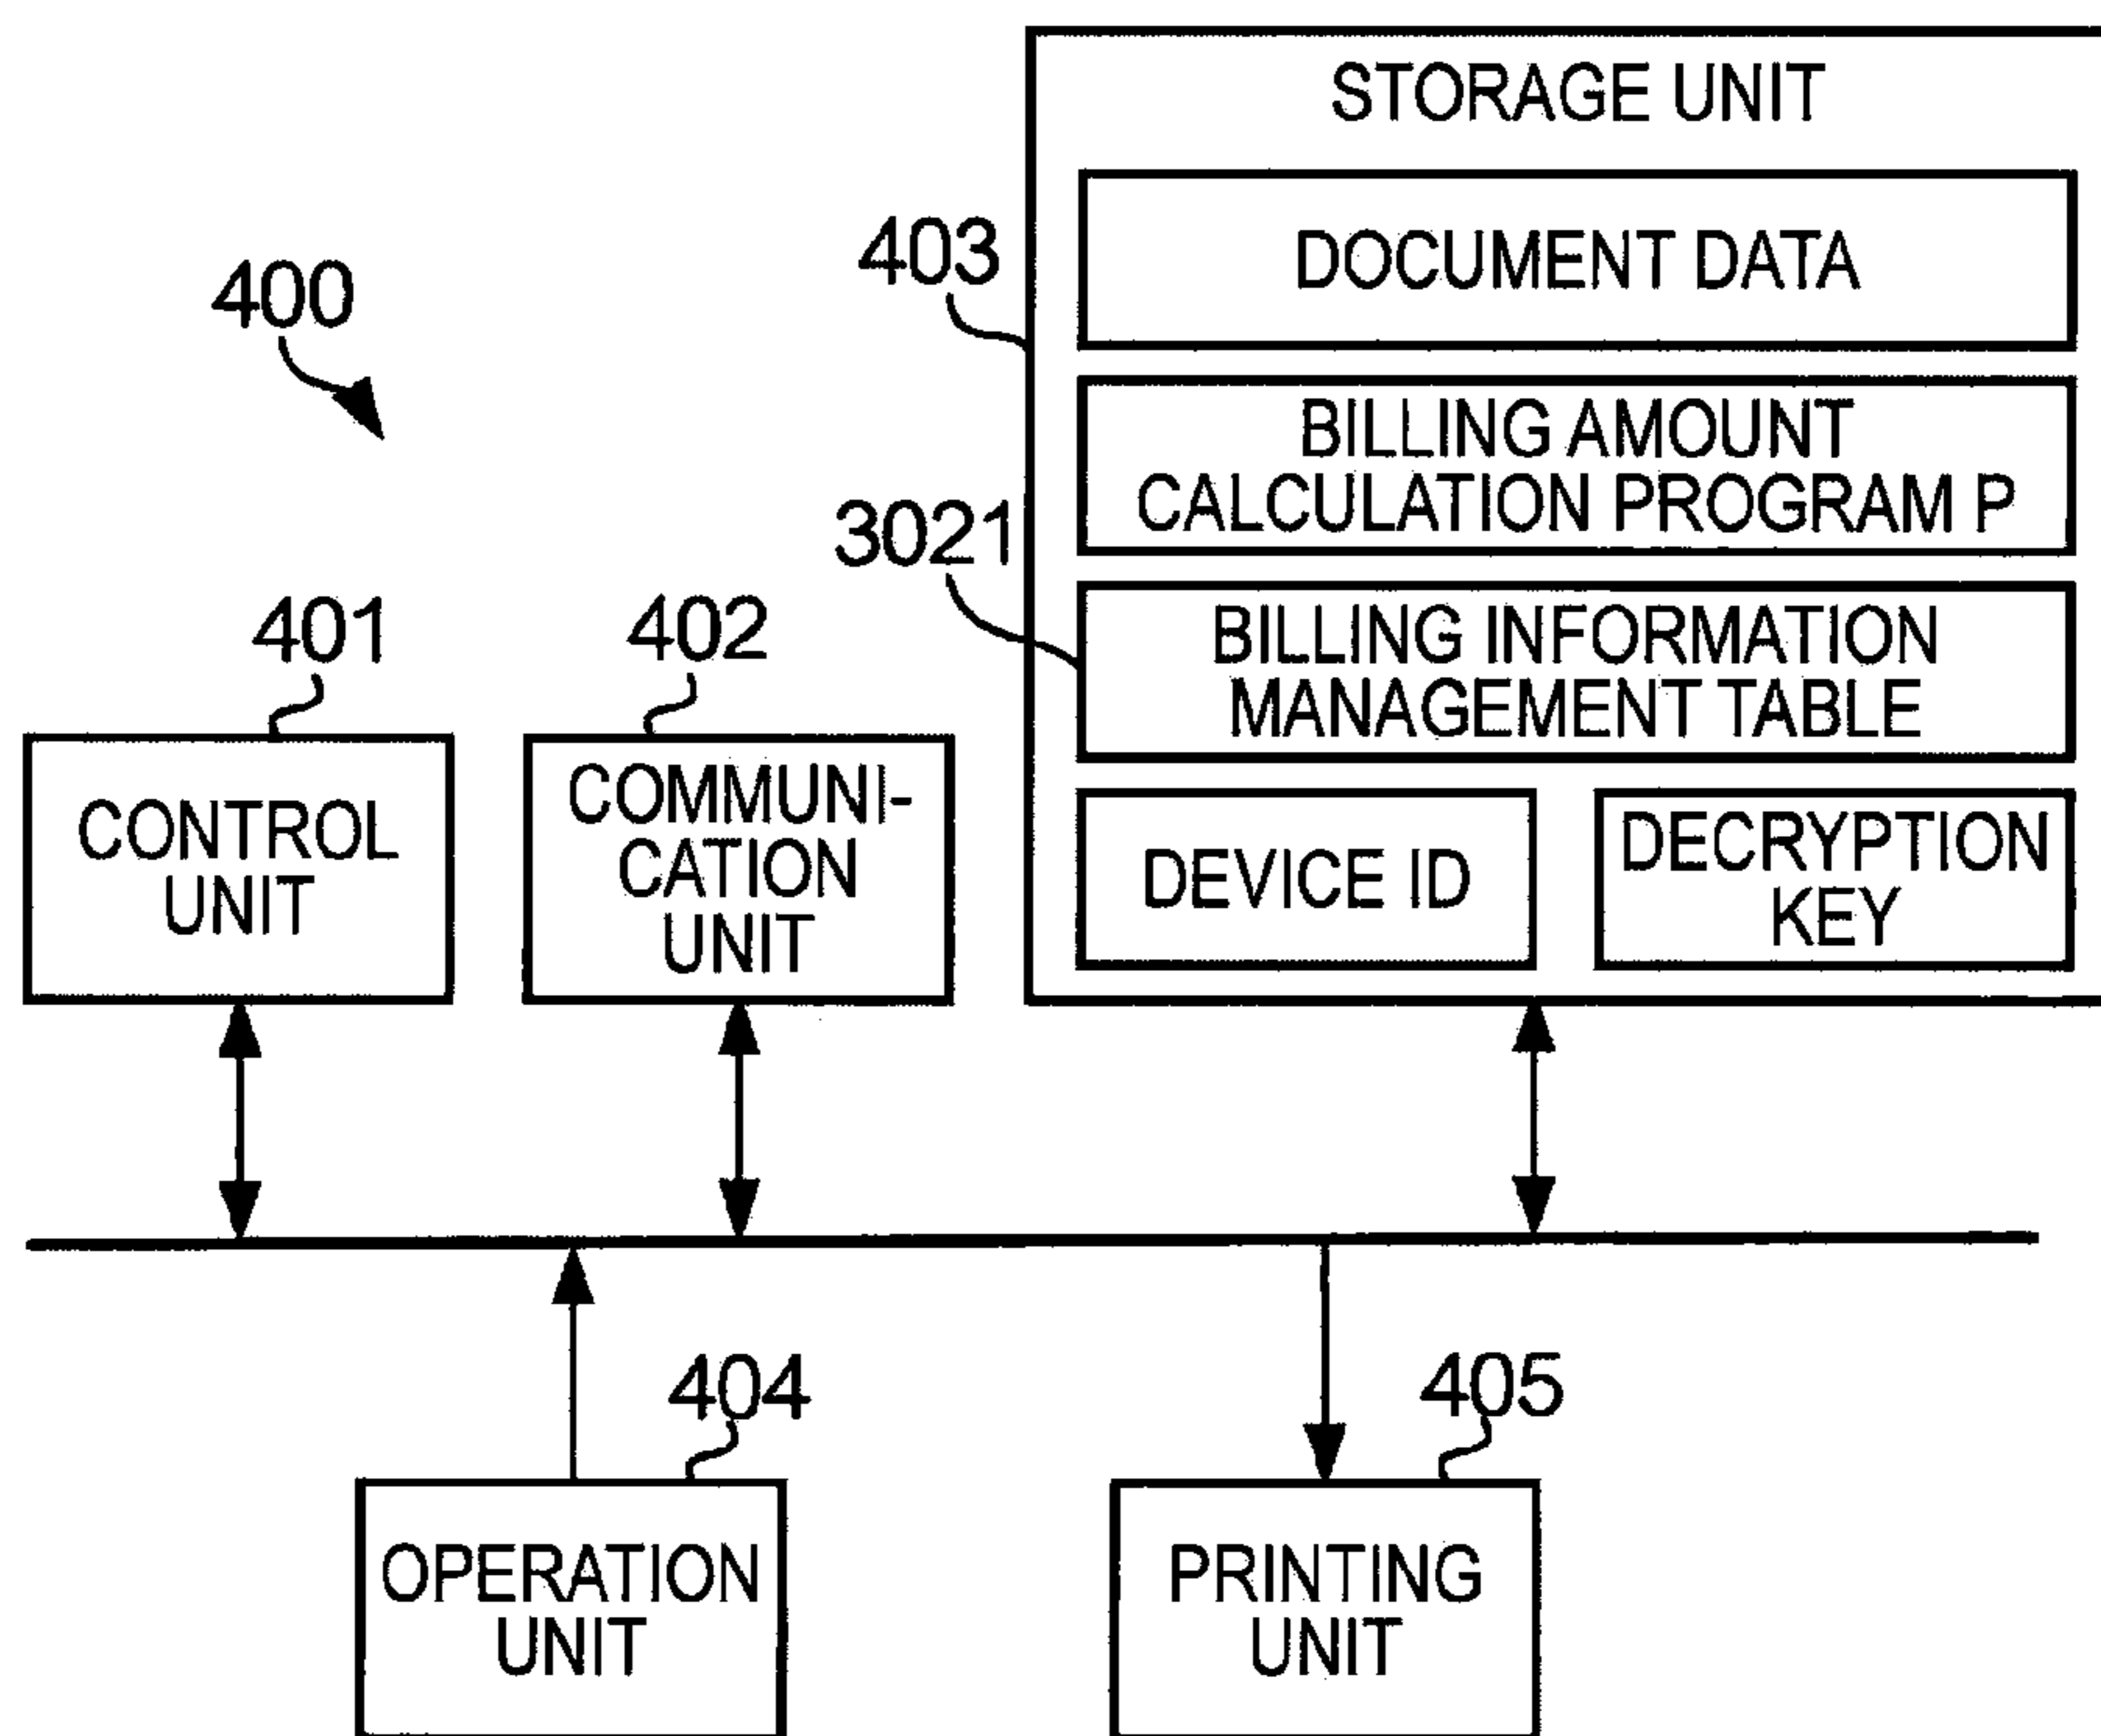 STORAGE UNIT
DOCUMENT DATA
403
400
BILLING AMOUNT
CALCULATION PROGRAM P
3021
BILLING INFORMATION
MANAGEMENT TABLE
401
402
CONTROL
UNIT
COMMUNI-
CATION
UNIT
DEVICE ID
DECRYPTION
KEY
404
405
OPERATION
UNIT
PRINTING
UNIT